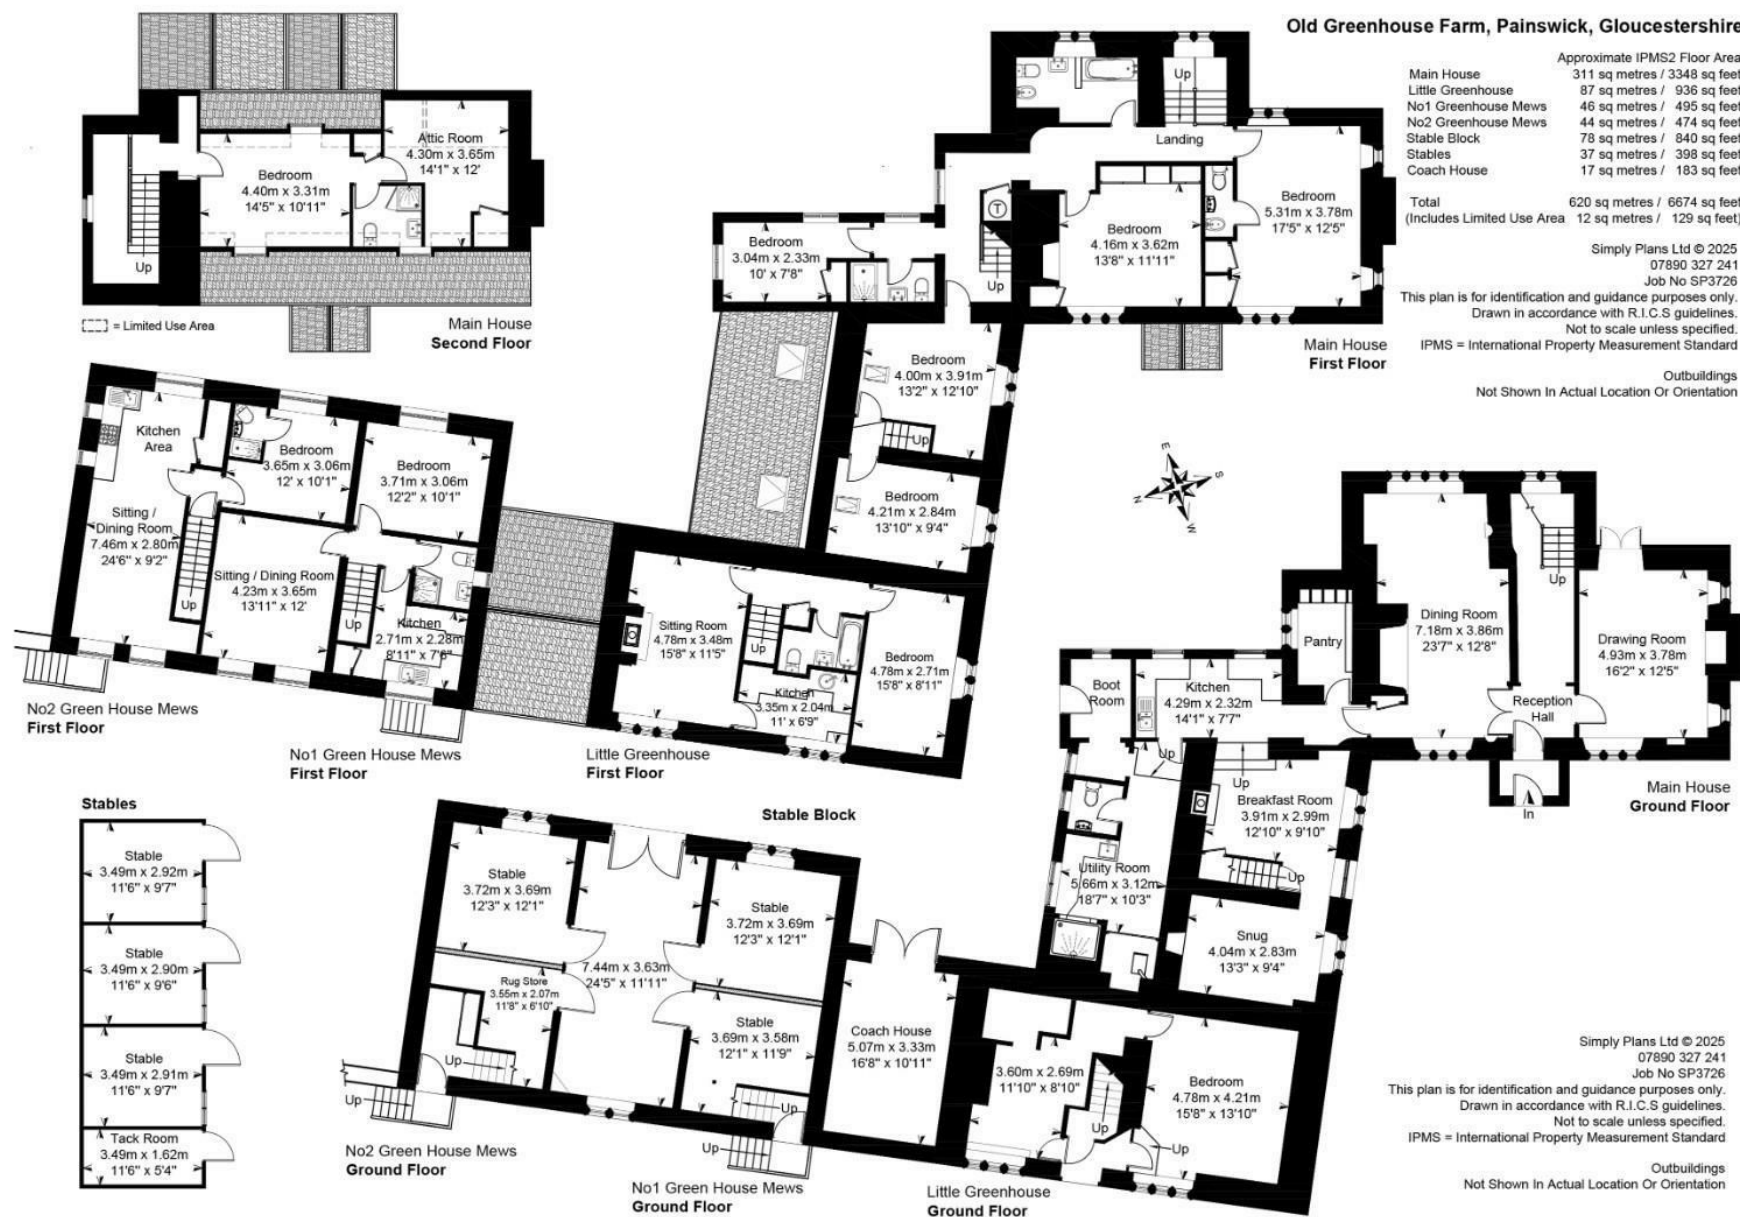 Old Greenhouse Farm, Painswick, Gloucestershire
Approximate IPMS2 Floor Area
Main House 311 sq metres / 3348 sq feet
Little Greenhouse 87 sq metres / 936 sq feet
No1 Greenhouse Mews 46 sq metres / 495 sq feet
No2 Greenhouse Mews 44 sq metres / 474 sq feet
Stable Block 78 sq metres / 840 sq feet
Stables 37 sq metres / 398 sq feet
Coach House 17 sq metres / 183 sq feet
Total 620 sq metres / 6674 sq feet
(Includes Limited Use Area 12 sq metres / 129 sq feet)
Simply Plans Ltd © 2025
07890 327 241
Job No SP3726
This plan is for identification and guidance purposes only.
Drawn in accordance with R.I.C.S guidelines.
Not to scale unless specified.
IPMS = International Property Measurement Standard
Outbuildings
Not Shown In Actual Location Or Orientation
Attic Room
4.30m x 3.65m
14'1" x 12'
Bedroom
4.40m x 3.31m
14'5" x 10'11"
Up
= Limited Use Area
Main House
Second Floor
Up
Landing
Bedroom
5.31m x 3.78m
17'5" x 12'5"
Bedroom
4.16m x 3.62m
13'8" x 11'11"
T
Up
Bedroom
3.04m x 2.33m
10' x 7'8"
Bedroom
4.00m x 3.91m
13'2" x 12'10"
Up
Bedroom
4.21m x 2.84m
13'10" x 9'4"
Main House
First Floor
Kitchen
Area
Bedroom
3.65m x 3.06m
12' x 10'1"
Bedroom
3.71m x 3.06m
12'2" x 10'1"
Sitting /
Dining Room
7.46m x 2.80m
24'6" x 9'2"
Up
Sitting / Dining Room
4.23m x 3.65m
13'11" x 12'
Up
Kitchen
2.71m x 2.28m
8'11" x 7'6"
No2 Green House Mews
First Floor
No1 Green House Mews
First Floor
Sitting Room
4.78m x 3.48m
15'8" x 11'5"
Up
Kitchen
3.35m x 2.04m
11' x 6'9"
Bedroom
4.78m x 2.71m
15'8" x 8'11"
Little Greenhouse
First Floor
E
S
N
W
Dining Room
7.18m x 3.86m
23'7" x 12'8"
Up
Drawing Room
4.93m x 3.78m
16'2" x 12'5"
Reception
Hall
In
Pantry
Boot
Room
Kitchen
4.29m x 2.32m
14'1" x 7'7"
Up
Up
Breakfast Room
3.91m x 2.99m
12'10" x 9'10"
Up
Utility Room
5.66m x 3.12m
18'7" x 10'3"
Snug
4.04m x 2.83m
13'3" x 9'4"
Main House
Ground Floor
Stables
Stable
3.49m x 2.92m
11'6" x 9'7"
Stable
3.49m x 2.90m
11'6" x 9'6"
Stable
3.49m x 2.91m
11'6" x 9'7"
Tack Room
3.49m x 1.62m
11'6" x 5'4"
Stable Block
Stable
3.72m x 3.69m
12'3" x 12'1"
Stable
3.72m x 3.69m
12'3" x 12'1"
7.44m x 3.63m
24'5" x 11'11"
Rug Store
3.55m x 2.07m
11'8" x 6'10"
Stable
3.69m x 3.58m
12'1" x 11'9"
Up
Up
Up
Up
No2 Green House Mews
Ground Floor
No1 Green House Mews
Ground Floor
Coach House
5.07m x 3.33m
16'8" x 10'11"
3.60m x 2.69m
11'10" x 8'10"
Up
Bedroom
4.78m x 4.21m
15'8" x 13'10"
Up
Little Greenhouse
Ground Floor
Simply Plans Ltd © 2025
07890 327 241
Job No SP3726
This plan is for identification and guidance purposes only.
Drawn in accordance with R.I.C.S guidelines.
Not to scale unless specified.
IPMS = International Property Measurement Standard
Outbuildings
Not Shown In Actual Location Or Orientation